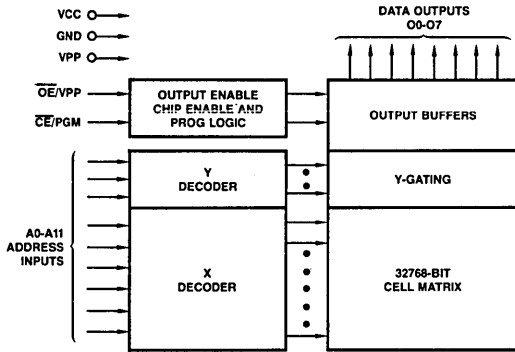 VCC
GND
VPP
DATA OUTPUTS
O0-O7
OE/VPP
CE/PGM
OUTPUT ENABLE
CHIP ENABLE AND
PROG LOGIC
OUTPUT BUFFERS
Y
DECODER
Y-GATING
A0-A11
ADDRESS
INPUTS
X
DECODER
32768-BIT
CELL MATRIX